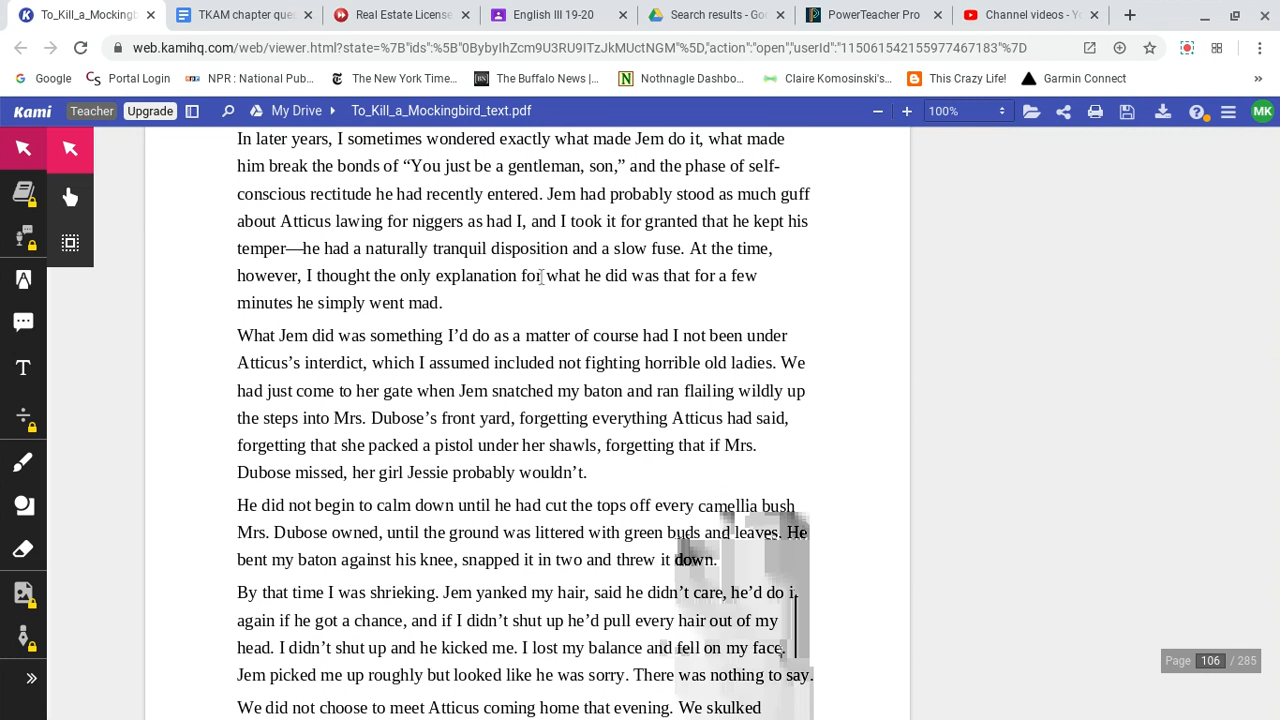 To_Kill_a_Mockingb
TKAM chapter ques
Real Estate License
English III 19-20
Search results - Goo
PowerTeacher Pro
Channel videos - Yo
web.kamihq.com/web/viewer.html?state=%7B"ids":%5B"0BybyIhZcm9U3RU9ITzJkMUctNGM"%5D,"action":"open","userId":"115061542155977467183"%7D
Google
Portal Login
NPR : National Pub...
The New York Time...
The Buffalo News |...
Nothnagle Dashbo...
Claire Komosinski's...
This Crazy Life!
Garmin Connect
»
Kami
Teacher
Upgrade
My Drive
To_Kill_a_Mockingbird_text.pdf
100%
MK
In later years, I sometimes wondered exactly what made Jem do it, what made
him break the bonds of “You just be a gentleman, son,” and the phase of self-
conscious rectitude he had recently entered. Jem had probably stood as much guff
about Atticus lawing for niggers as had I, and I took it for granted that he kept his
temper—he had a naturally tranquil disposition and a slow fuse. At the time,
however, I thought the only explanation for what he did was that for a few
minutes he simply went mad.
What Jem did was something I’d do as a matter of course had I not been under
Atticus’s interdict, which I assumed included not fighting horrible old ladies. We
had just come to her gate when Jem snatched my baton and ran flailing wildly up
the steps into Mrs. Dubose’s front yard, forgetting everything Atticus had said,
forgetting that she packed a pistol under her shawls, forgetting that if Mrs.
Dubose missed, her girl Jessie probably wouldn’t.
He did not begin to calm down until he had cut the tops off every camellia bush
Mrs. Dubose owned, until the ground was littered with green buds and leaves. He
bent my baton against his knee, snapped it in two and threw it down.
By that time I was shrieking. Jem yanked my hair, said he didn’t care, he’d do it
again if he got a chance, and if I didn’t shut up he’d pull every hair out of my
head. I didn’t shut up and he kicked me. I lost my balance and fell on my face.
Jem picked me up roughly but looked like he was sorry. There was nothing to say.
We did not choose to meet Atticus coming home that evening. We skulked
Page 106 / 285